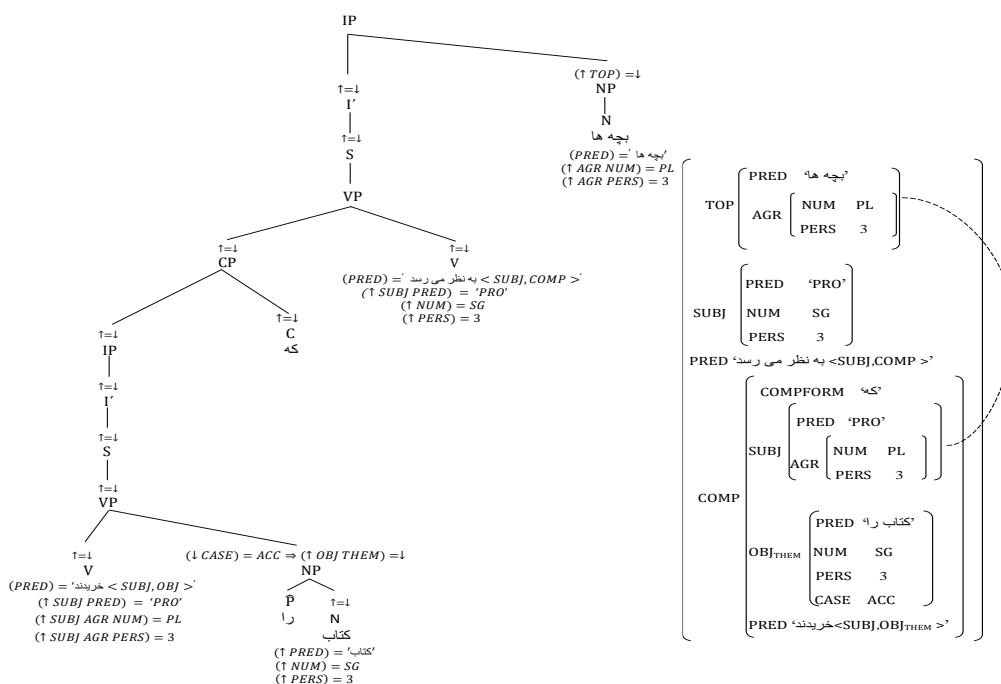 IP
↑=↓
I′
↑=↓
S
VP
(↑ TOP) =↓
NP
N
بچه ها
(PRED) =' بچه ها'
(↑ AGR NUM) = PL
(↑ AGR PERS) = 3
↑=↓
CP
↑=↓
V
(PRED) = ' به نظر می رسد < SUBJ, COMP >'
(↑ SUBJ PRED) = 'PRO'
(↑ NUM) = SG
(↑ PERS) = 3
↑=↓
C
که
↑=↓
IP
↑=↓
I′
↑=↓
S
↑=↓
VP
↑=↓
V
(PRED) = 'خریدند < SUBJ, OBJ >'
(↑ SUBJ PRED) = 'PRO'
(↑ SUBJ AGR NUM) = PL
(↑ SUBJ AGR PERS) = 3
(↓ CASE) = ACC ⇒ (↑ OBJ THEM) =↓
NP
P
را
↑=↓
N
کتاب
(↑ PRED) = 'کتاب'
(↑ NUM) = SG
(↑ PERS) = 3
TOP
PRED ‘بچه ها’
AGR
NUM PL
PERS 3
SUBJ
PRED ‘PRO’
NUM SG
PERS 3
PRED ‘به نظر می رسد <SUBJ,COMP >’
COMP
COMPFORM ‘که’
SUBJ
PRED ‘PRO’
AGR
NUM PL
PERS 3
OBJTHEM
PRED ‘کتاب را’
NUM SG
PERS 3
CASE ACC
PRED ‘خریدند<SUBJ,OBJTHEM >’